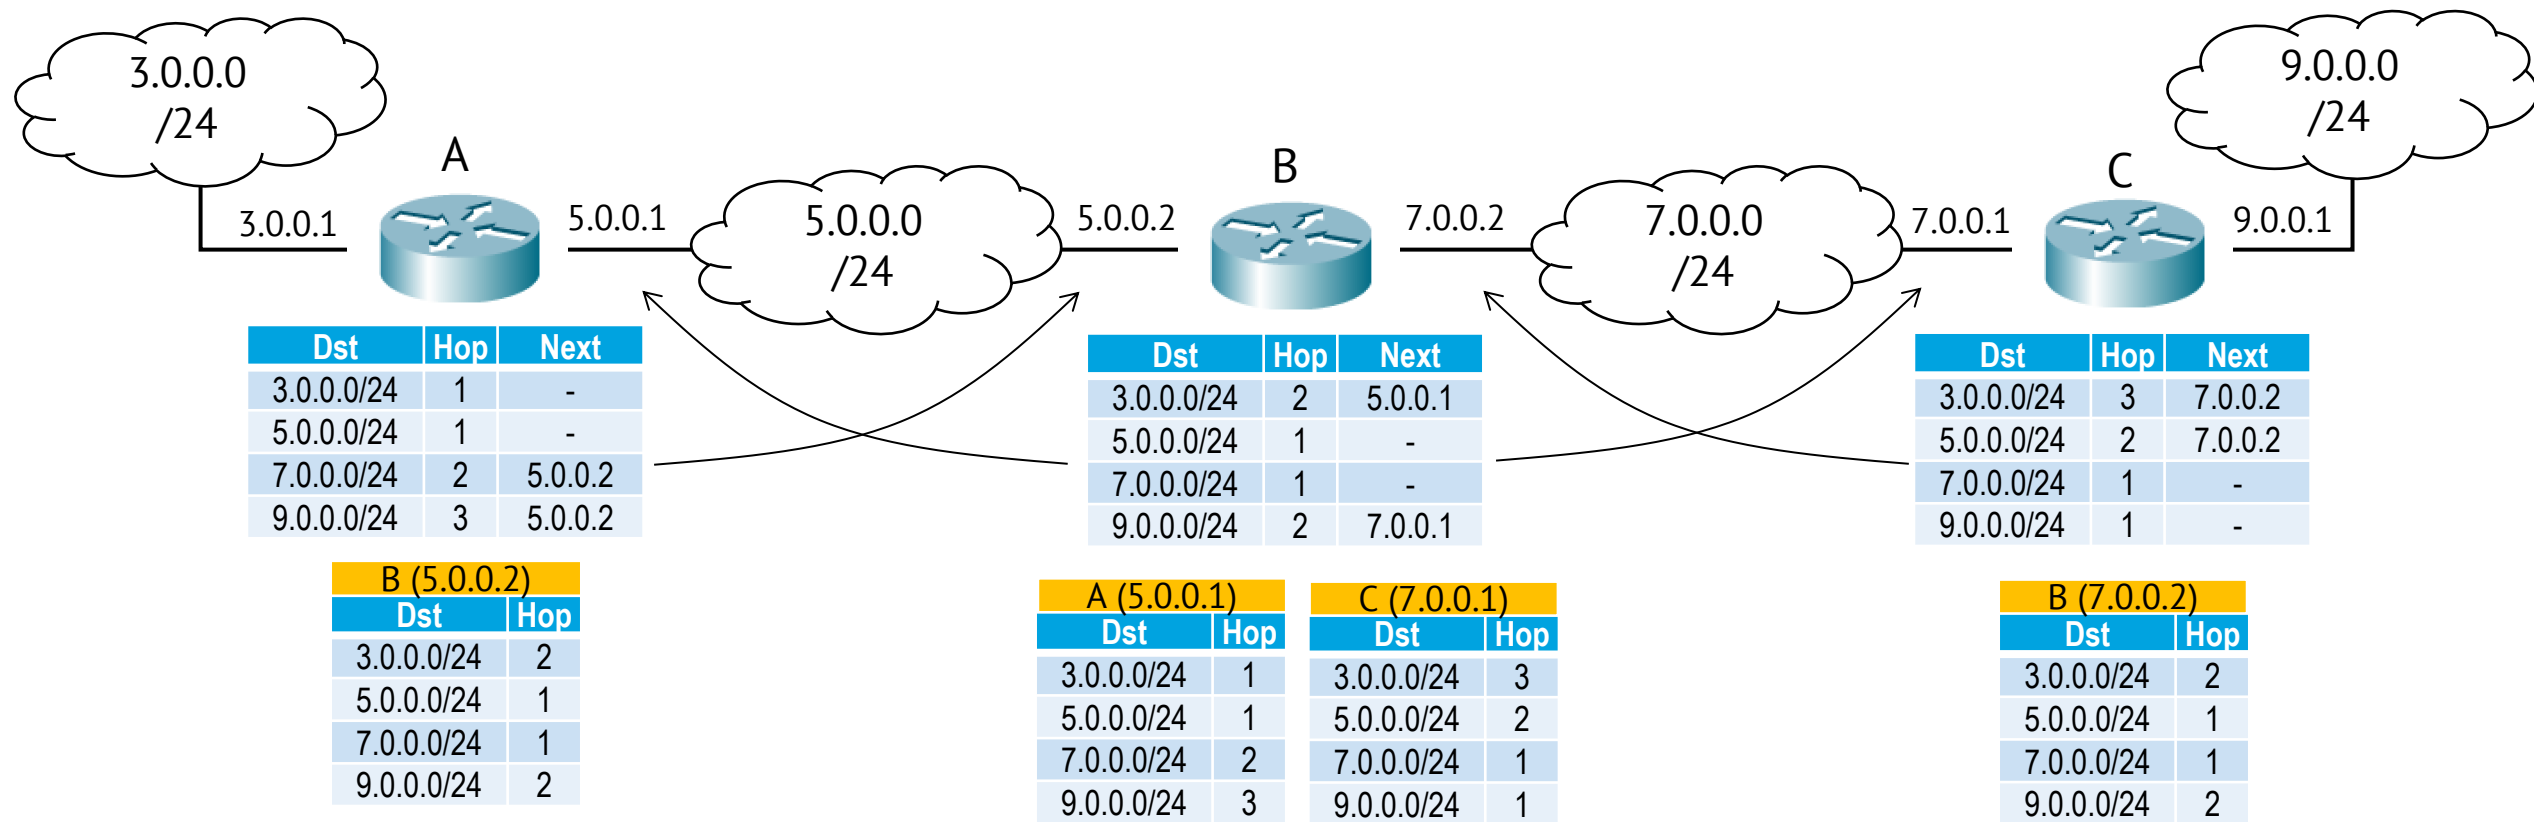 3.0.0.0
/24
9.0.0.0
/24
A
B
C
3.0.0.1
5.0.0.1
5.0.0.0
/24
5.0.0.2
7.0.0.2
7.0.0.0
/24
7.0.0.1
9.0.0.1
Dst Hop Next
3.0.0.0/24 1 -
5.0.0.0/24 1 -
7.0.0.0/24 2 5.0.0.2
9.0.0.0/24 3 5.0.0.2
Dst Hop Next
3.0.0.0/24 2 5.0.0.1
5.0.0.0/24 1 -
7.0.0.0/24 1 -
9.0.0.0/24 2 7.0.0.1
Dst Hop Next
3.0.0.0/24 3 7.0.0.2
5.0.0.0/24 2 7.0.0.2
7.0.0.0/24 1 -
9.0.0.0/24 1 -
B (5.0.0.2)
Dst Hop
3.0.0.0/24 2
5.0.0.0/24 1
7.0.0.0/24 1
9.0.0.0/24 2
A (5.0.0.1)
Dst Hop
3.0.0.0/24 1
5.0.0.0/24 1
7.0.0.0/24 2
9.0.0.0/24 3
C (7.0.0.1)
Dst Hop
3.0.0.0/24 3
5.0.0.0/24 2
7.0.0.0/24 1
9.0.0.0/24 1
B (7.0.0.2)
Dst Hop
3.0.0.0/24 2
5.0.0.0/24 1
7.0.0.0/24 1
9.0.0.0/24 2